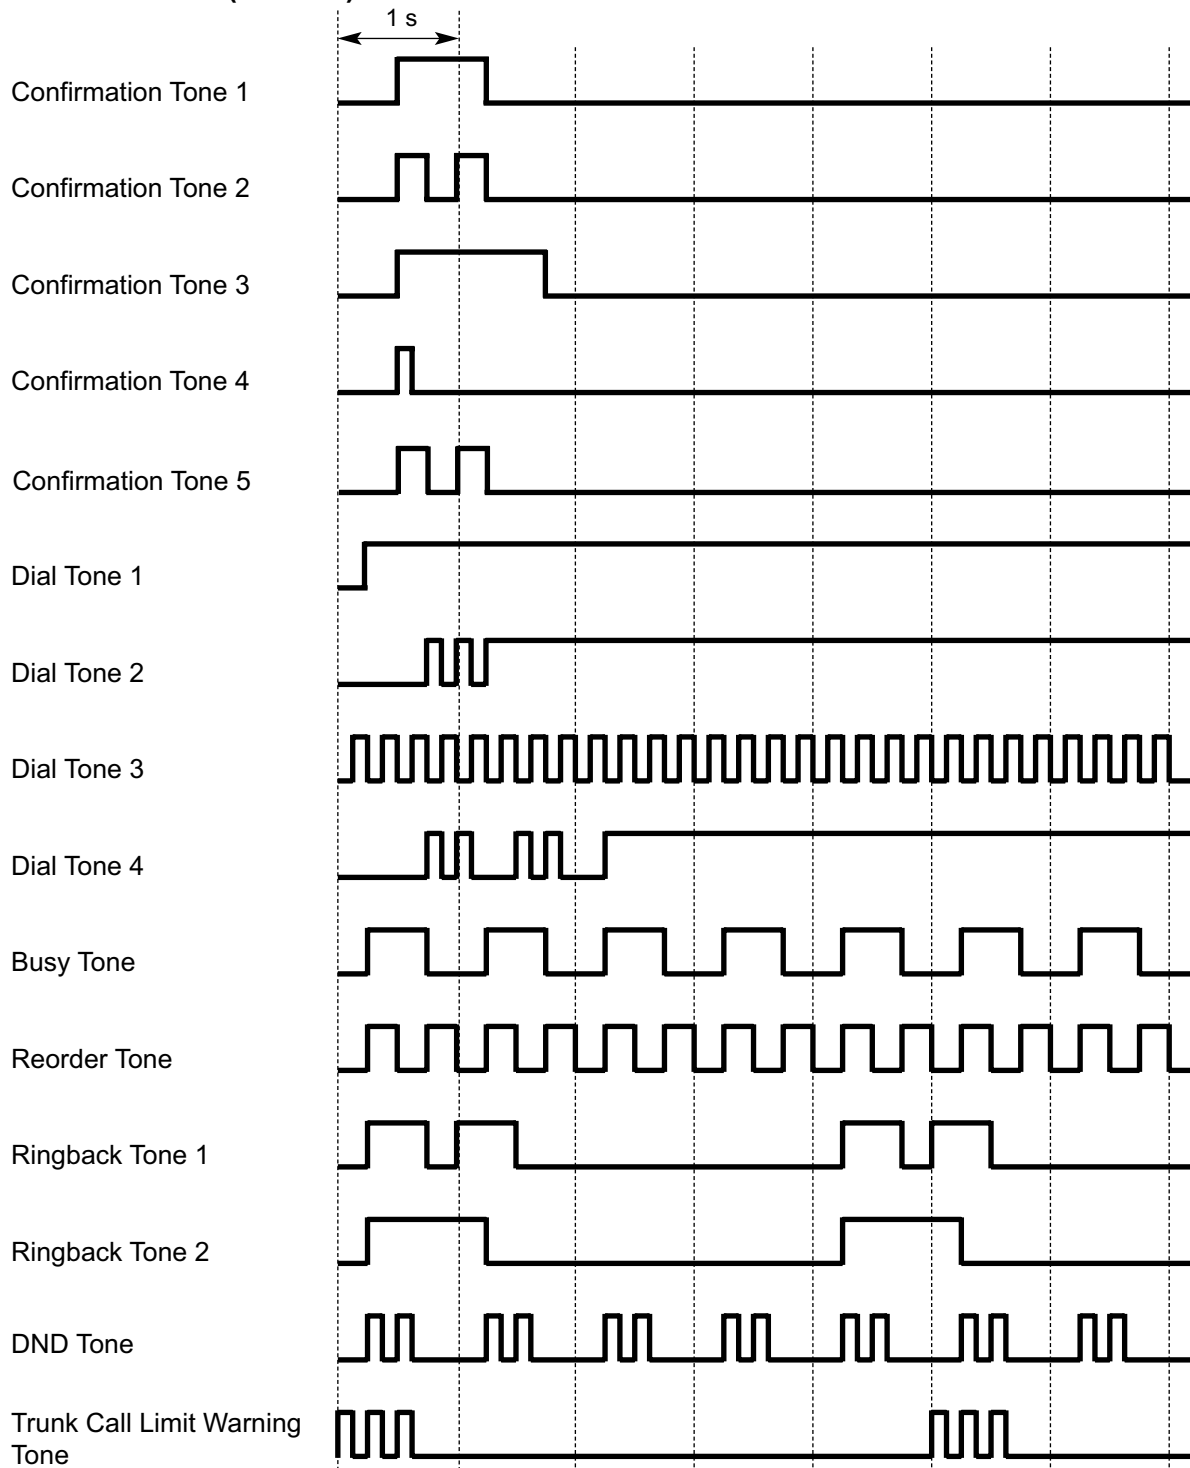 1 s
Confirmation Tone 1
Confirmation Tone 2
Confirmation Tone 3
Confirmation Tone 4
Confirmation Tone 5
Dial Tone 1
Dial Tone 2
Dial Tone 3
Dial Tone 4
Busy Tone
Reorder Tone
Ringback Tone 1
Ringback Tone 2
DND Tone
Trunk Call Limit Warning
Tone